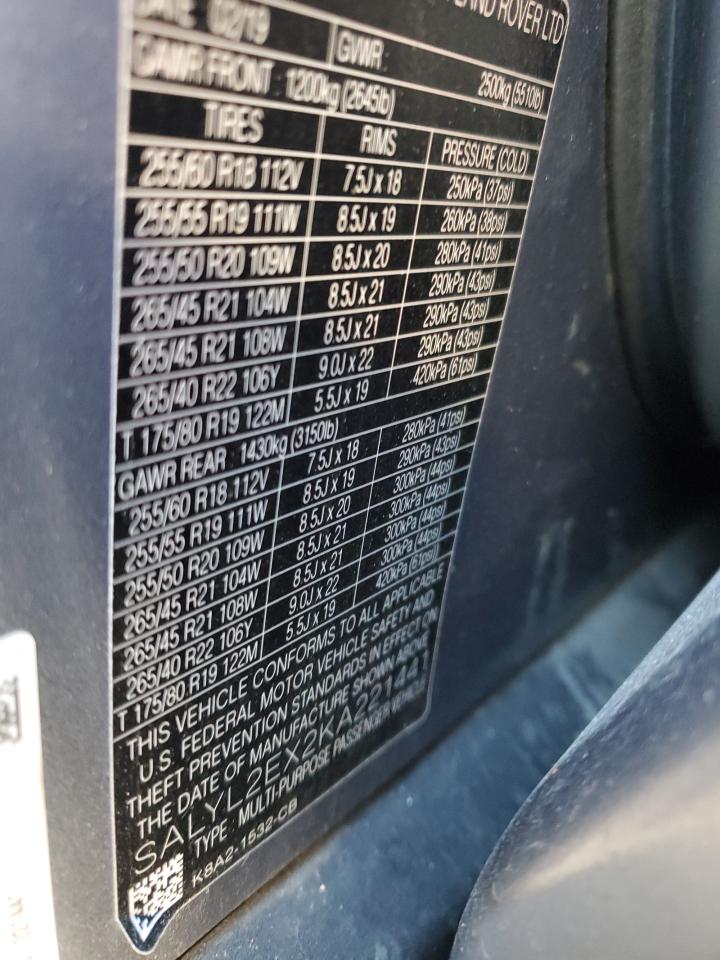 LAND ROVER LTD
DATE 02/19 GVWR 2500kg (5510lb)
GAWR FRONT 1200kg (2645lb)
TIRES RIMS PRESSURE (COLD)
255/60 R18 112V 7.5J x 18 250kPa (37psi)
255/55 R19 111W 8.5J x 19 260kPa (38psi)
255/50 R20 109W 8.5J x 20 280kPa (41psi)
265/45 R21 104W 8.5J x 21 290kPa (43psi)
265/45 R21 108W 8.5J x 21 290kPa (43psi)
265/40 R22 106Y 9.0J x 22 290kPa (43psi)
T 175/80 R19 122M 5.5J x 19 420kPa (61psi)
GAWR REAR 1430kg (3150lb)
255/60 R18 112V 7.5J x 18 280kPa (41psi)
255/55 R19 111W 8.5J x 19 290kPa (43psi)
255/50 R20 109W 8.5J x 20 300kPa (44psi)
265/45 R21 104W 8.5J x 21 300kPa (44psi)
265/45 R21 108W 8.5J x 21 300kPa (44psi)
265/40 R22 106Y 9.0J x 22 300kPa (44psi)
T 175/80 R19 122M 5.5J x 19 420kPa (61psi)
THIS VEHICLE CONFORMS TO ALL APPLICABLE
U.S. FEDERAL MOTOR VEHICLE SAFETY AND
THEFT PREVENTION STANDARDS IN EFFECT ON
THE DATE OF MANUFACTURE SHOWN ABOVE
SALYL2EX2KA221441
TYPE MULTI-PURPOSE PASSENGER VEHICLE
K8A2-1532-CB